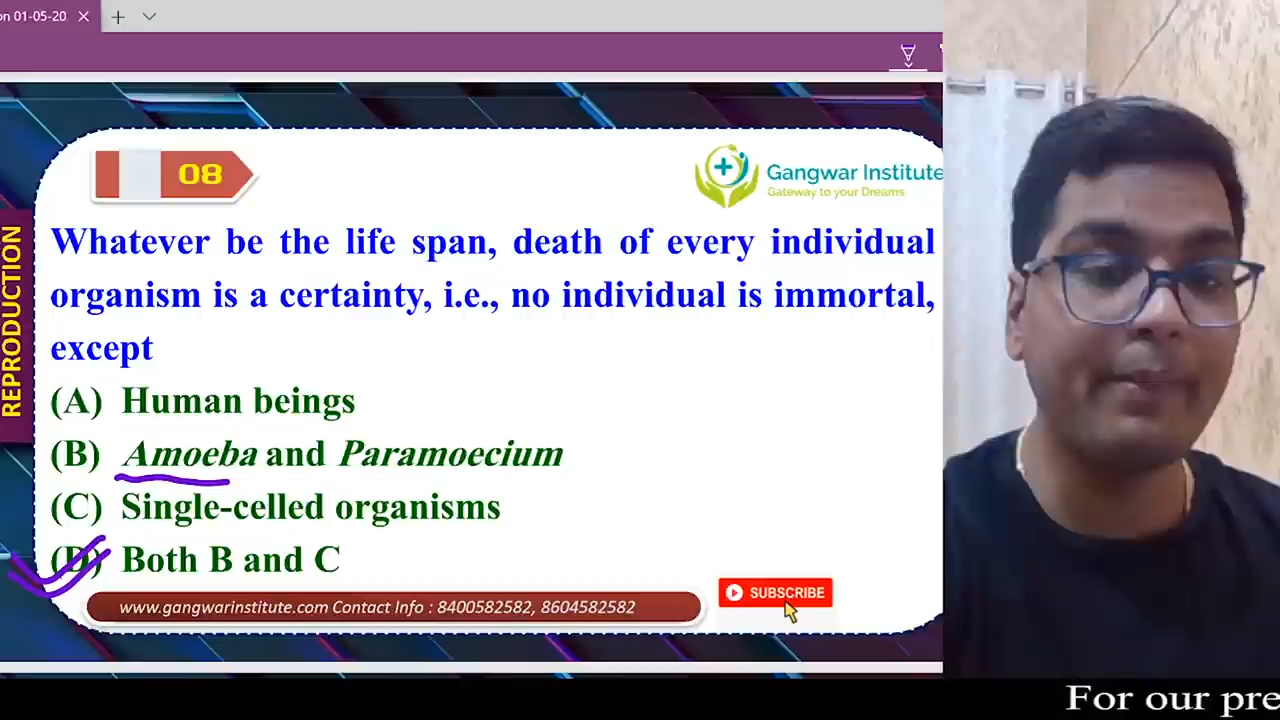 on 01-05-20
08
Gangwar Institute
Gateway to your Dreams
REPRODUCTION
Whatever be the life span, death of every individual
organism is a certainty, i.e., no individual is immortal,
except
(A) Human beings
(B) Amoeba and Paramoecium
(C) Single-celled organisms
(D) Both B and C
www.gangwarinstitute.com Contact Info : 8400582582, 8604582582
SUBSCRIBE
For our pre